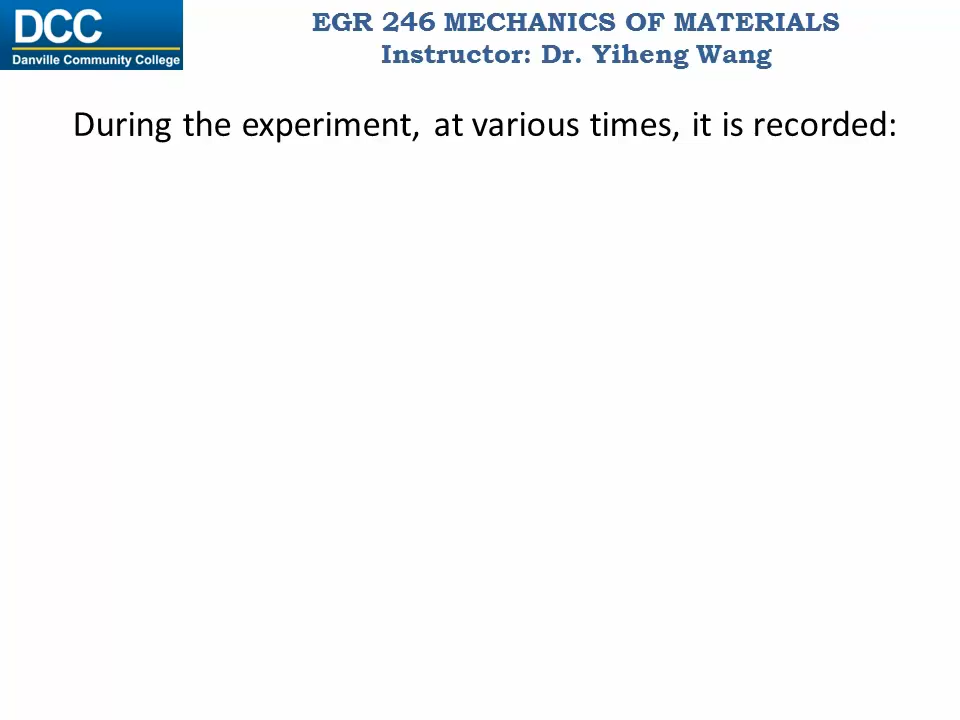 DCC
Danville Community College
EGR 246 MECHANICS OF MATERIALS
Instructor: Dr. Yiheng Wang
During the experiment, at various times, it is recorded: